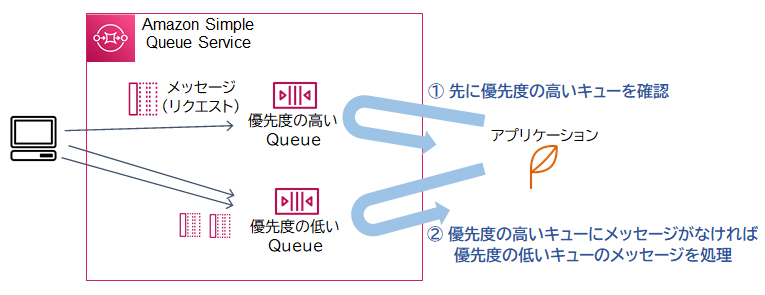 Amazon Simple
Queue Service
メッセージ
(リクエスト)
優先度の高い
Queue
① 先に優先度の高いキューを確認
アプリケーション
優先度の低い
Queue
② 優先度の高いキューにメッセージがなければ
優先度の低いキューのメッセージを処理